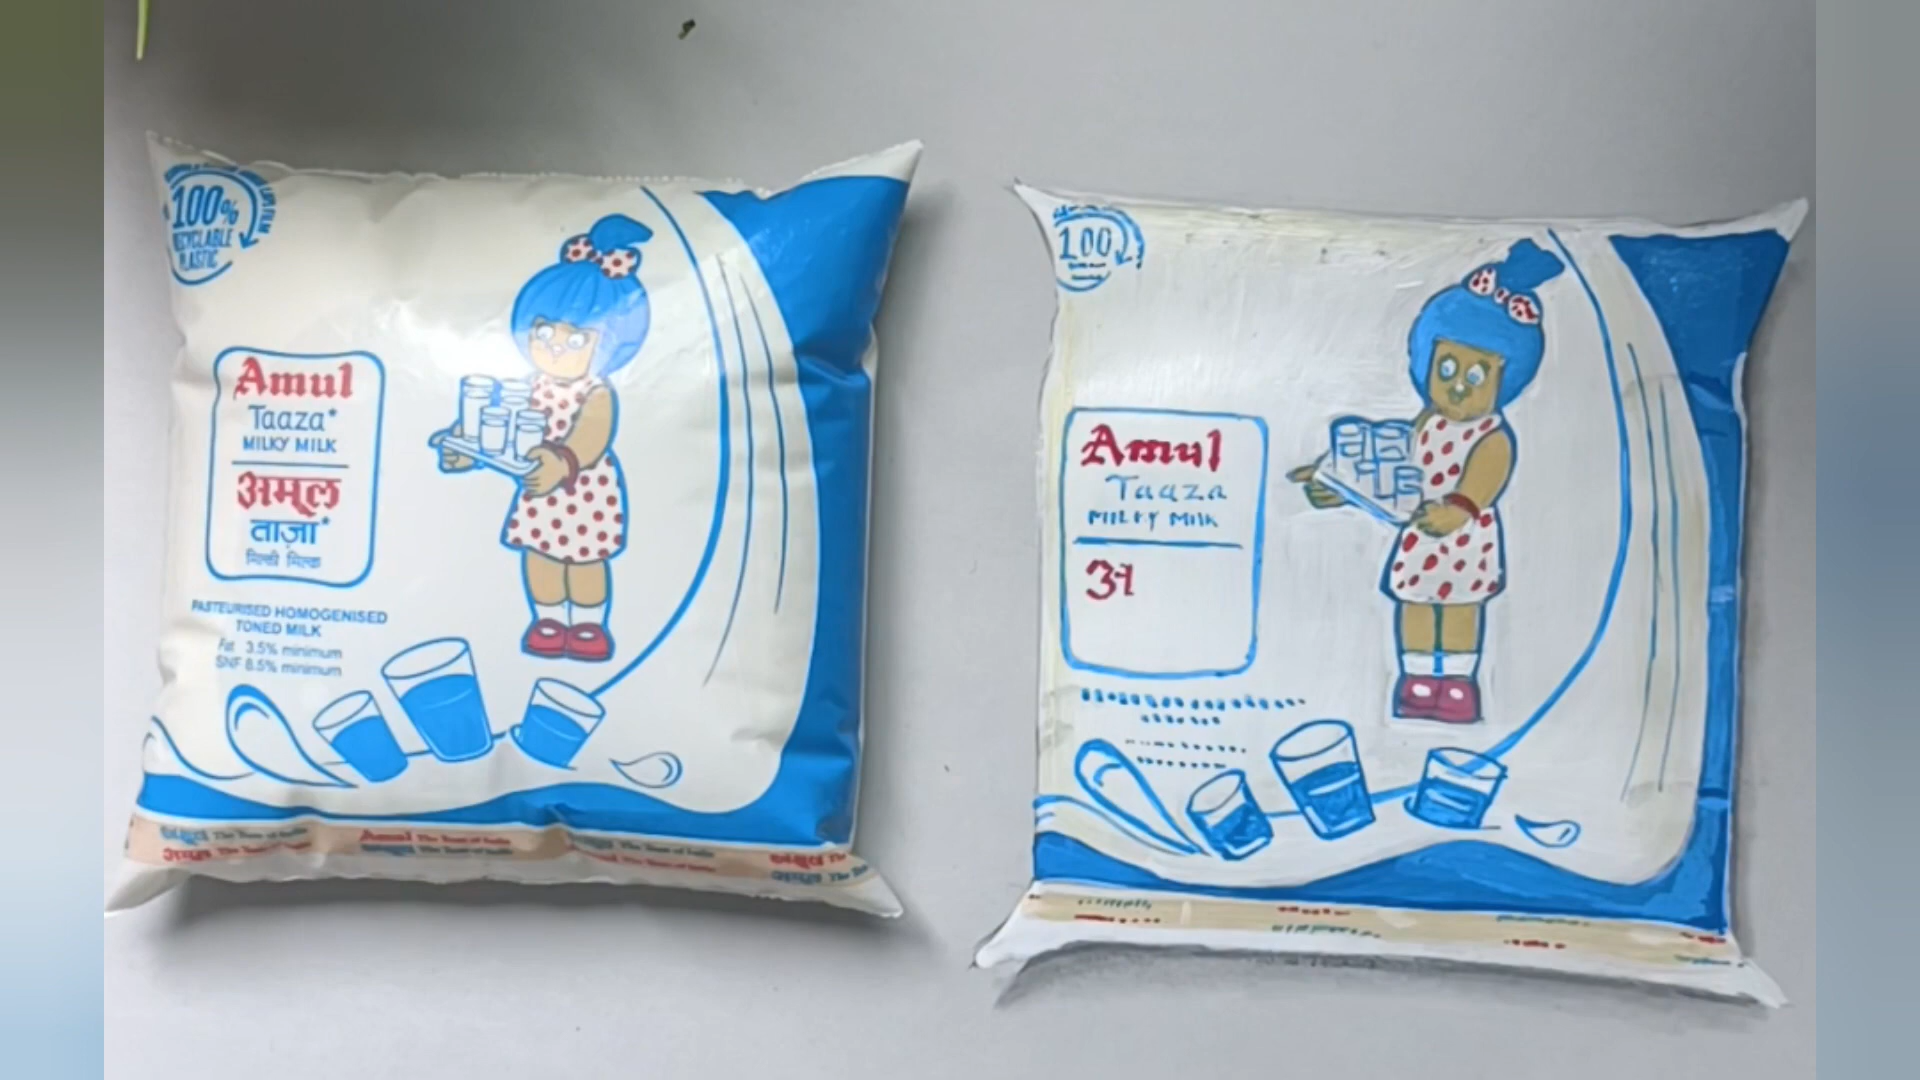 100%
RECYCLABLE
PLASTIC
Amul
Taaza*
MILKY MILK
अमूल
ताज़ा*
मिल्की मिल्क
PASTEURISED HOMOGENISED
TONED MILK
Fat 3.5% minimum
SNF 8.5% minimum
Amul The Taste of India
100
Amul
Taaza
MILKY MILK
अ